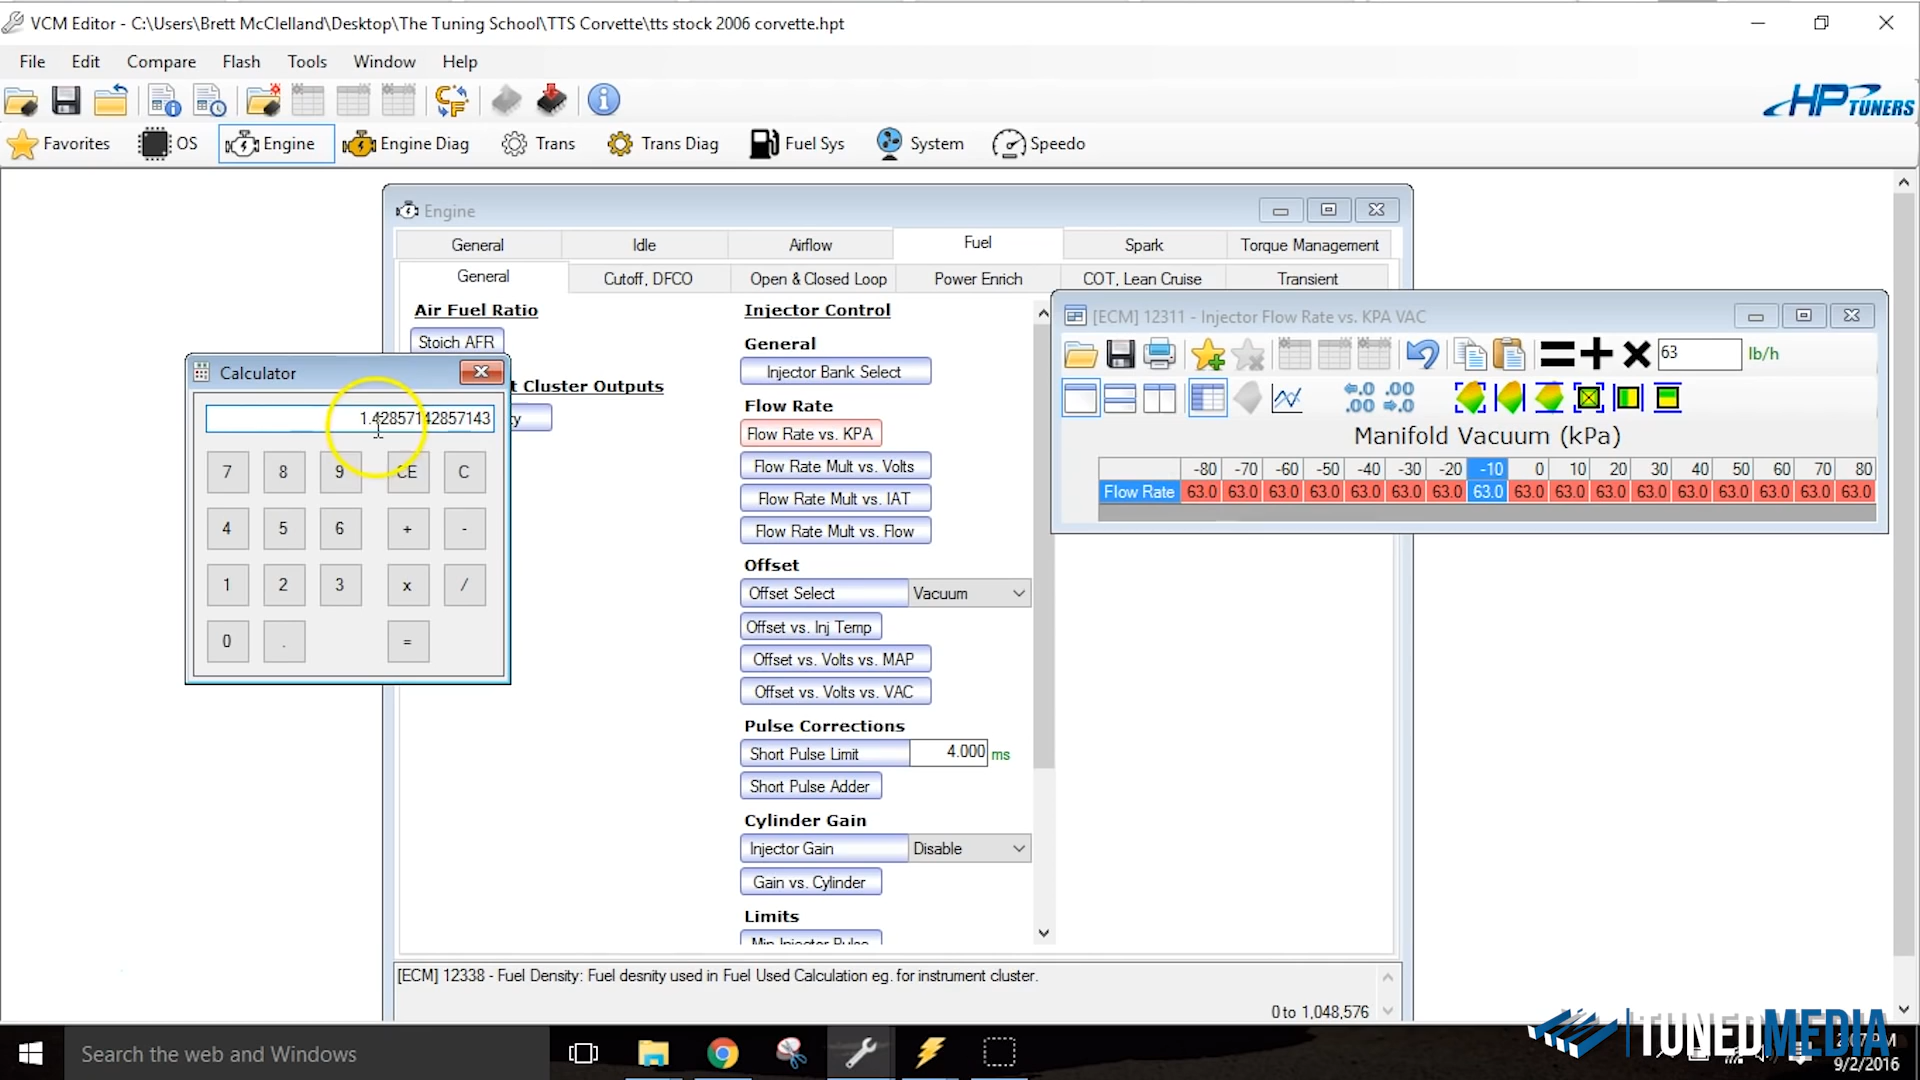 VCM Editor - C:\Users\Brett McClelland\Desktop\The Tuning School\TTS Corvette\tts stock 2006 corvette.hpt
File Edit Compare Flash Tools Window Help
HP TUNERS
Favorites OS Engine Engine Diag Trans Trans Diag Fuel Sys System Speedo
Engine
General Idle Airflow Fuel Spark Torque Management
General Cutoff, DFCO Open & Closed Loop Power Enrich COT, Lean Cruise Transient
Air Fuel Ratio
Stoich AFR
Cluster Outputs
Injector Control
General
Injector Bank Select
Flow Rate
Flow Rate vs. KPA
Flow Rate Mult vs. Volts
Flow Rate Mult vs. IAT
Flow Rate Mult vs. Flow
Offset
Offset Select Vacuum
Offset vs. Inj Temp
Offset vs. Volts vs. MAP
Offset vs. Volts vs. VAC
Pulse Corrections
Short Pulse Limit 4.000 ms
Short Pulse Adder
Cylinder Gain
Injector Gain Disable
Gain vs. Cylinder
Limits
Min Injector Pulse
Calculator
1.428571428557143
7 8 9 CE C
4 5 6 + -
1 2 3 x /
0 . =
[ECM] 12311 - Injector Flow Rate vs. KPA VAC
63 lb/h
Manifold Vacuum (kPa)
-80 -70 -60 -50 -40 -30 -20 -10 0 10 20 30 40 50 60 70 80
Flow Rate 63.0 63.0 63.0 63.0 63.0 63.0 63.0 63.0 63.0 63.0 63.0 63.0 63.0 63.0 63.0 63.0 63.0
[ECM] 12338 - Fuel Density: Fuel desnity used in Fuel Used Calculation eg. for instrument cluster.
0 to 1,048,576
TUNEDMEDIA
Search the web and Windows
2:07 PM
9/2/2016